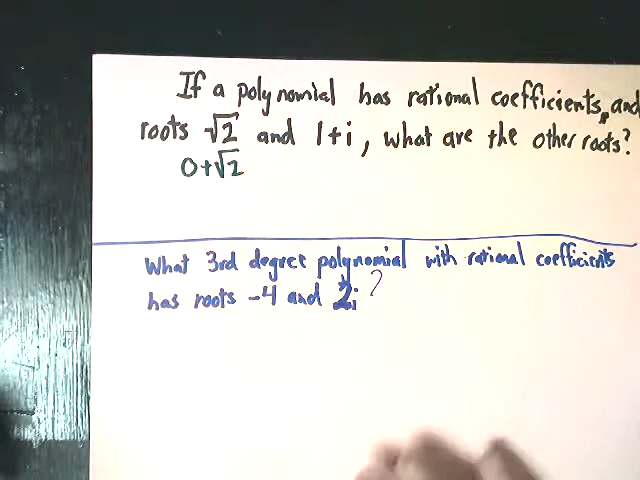 If a polynomial has rational coefficients, and
roots √2 and 1+i, what are the other roots?
0+√2
What 3rd degree polynomial with rational coefficients
has roots -4 and 2i?